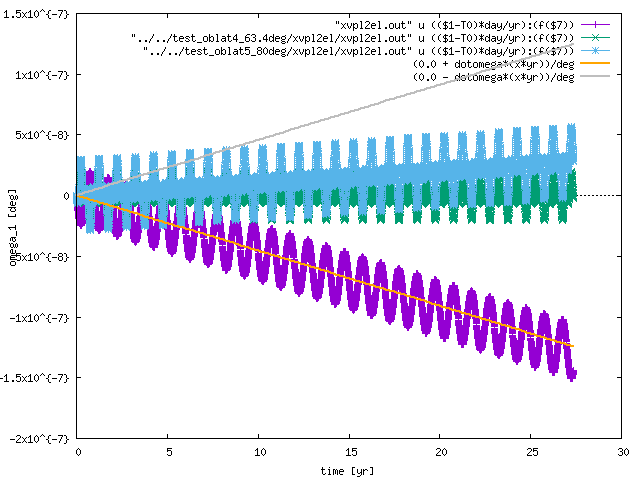 1.5x10^{-7}
1x10^{-7}
5x10^{-8}
0
-5x10^{-8}
-1x10^{-7}
-1.5x10^{-7}
-2x10^{-7}
omega_1 [deg]
"xvpl2el.out" u (($1-T0)*day/yr):(f($7))
"../../test_oblat4_63.4deg/xvpl2el/xvpl2el.out" u (($1-T0)*day/yr):(f($7))
"../../test_oblat5_80deg/xvpl2el/xvpl2el.out" u (($1-T0)*day/yr):(f($7))
(0.0 + dotomega*(x*yr))/deg
(0.0 - dotomega*(x*yr))/deg
0 5 10 15 20 25 30
time [yr]